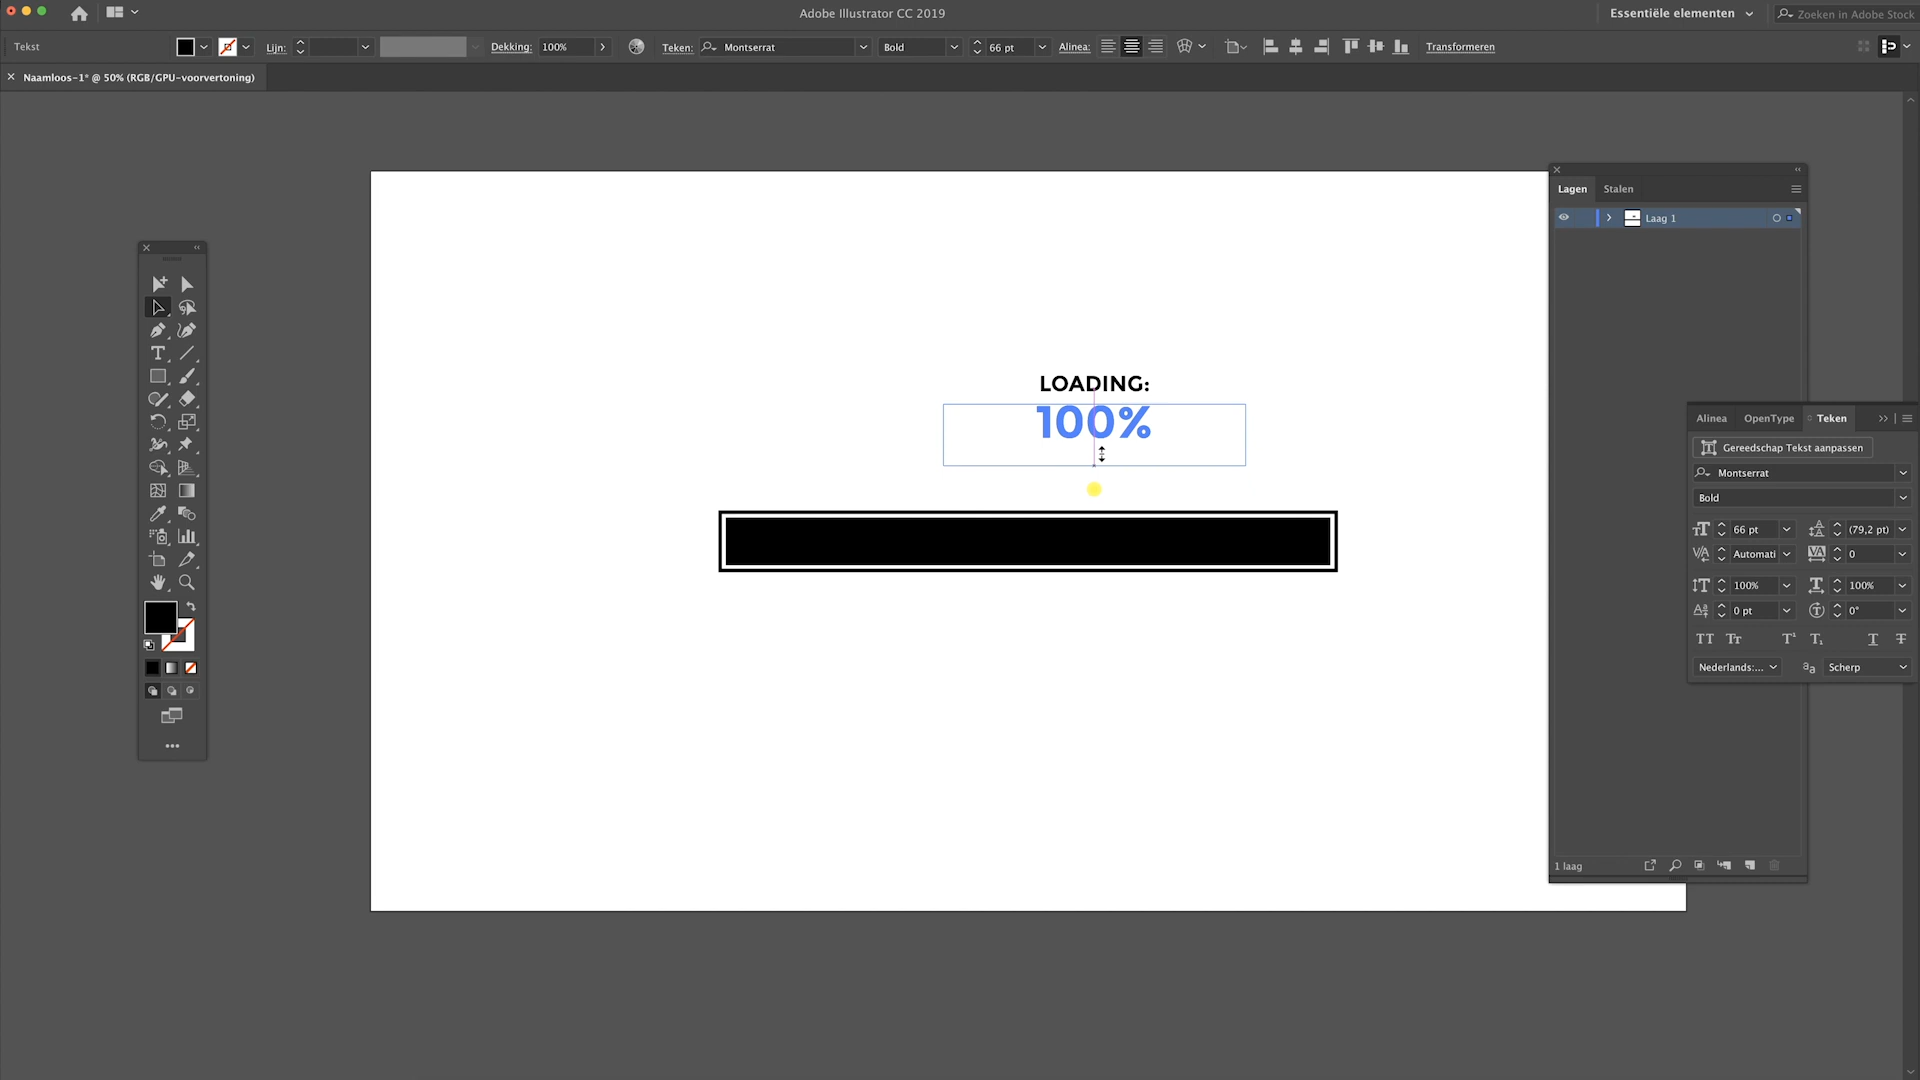 Adobe Illustrator CC 2019
Essentiële elementen
Zoeken in Adobe Stock
Tekst
Lijn:
Dekking: 100%
Teken: Montserrat
Bold
66 pt
Alinea:
Transformeren
Naamloos-1* @ 50% (RGB/GPU-voorvertoning)
Lagen Stalen
Laag 1
LOADING:
100%
Alinea OpenType Teken
Gereedschap Tekst aanpassen
Montserrat
Bold
66 pt (79,2 pt)
Automati 0
100% 100%
0 pt 0°
Nederlands:... Scherp
1 laag